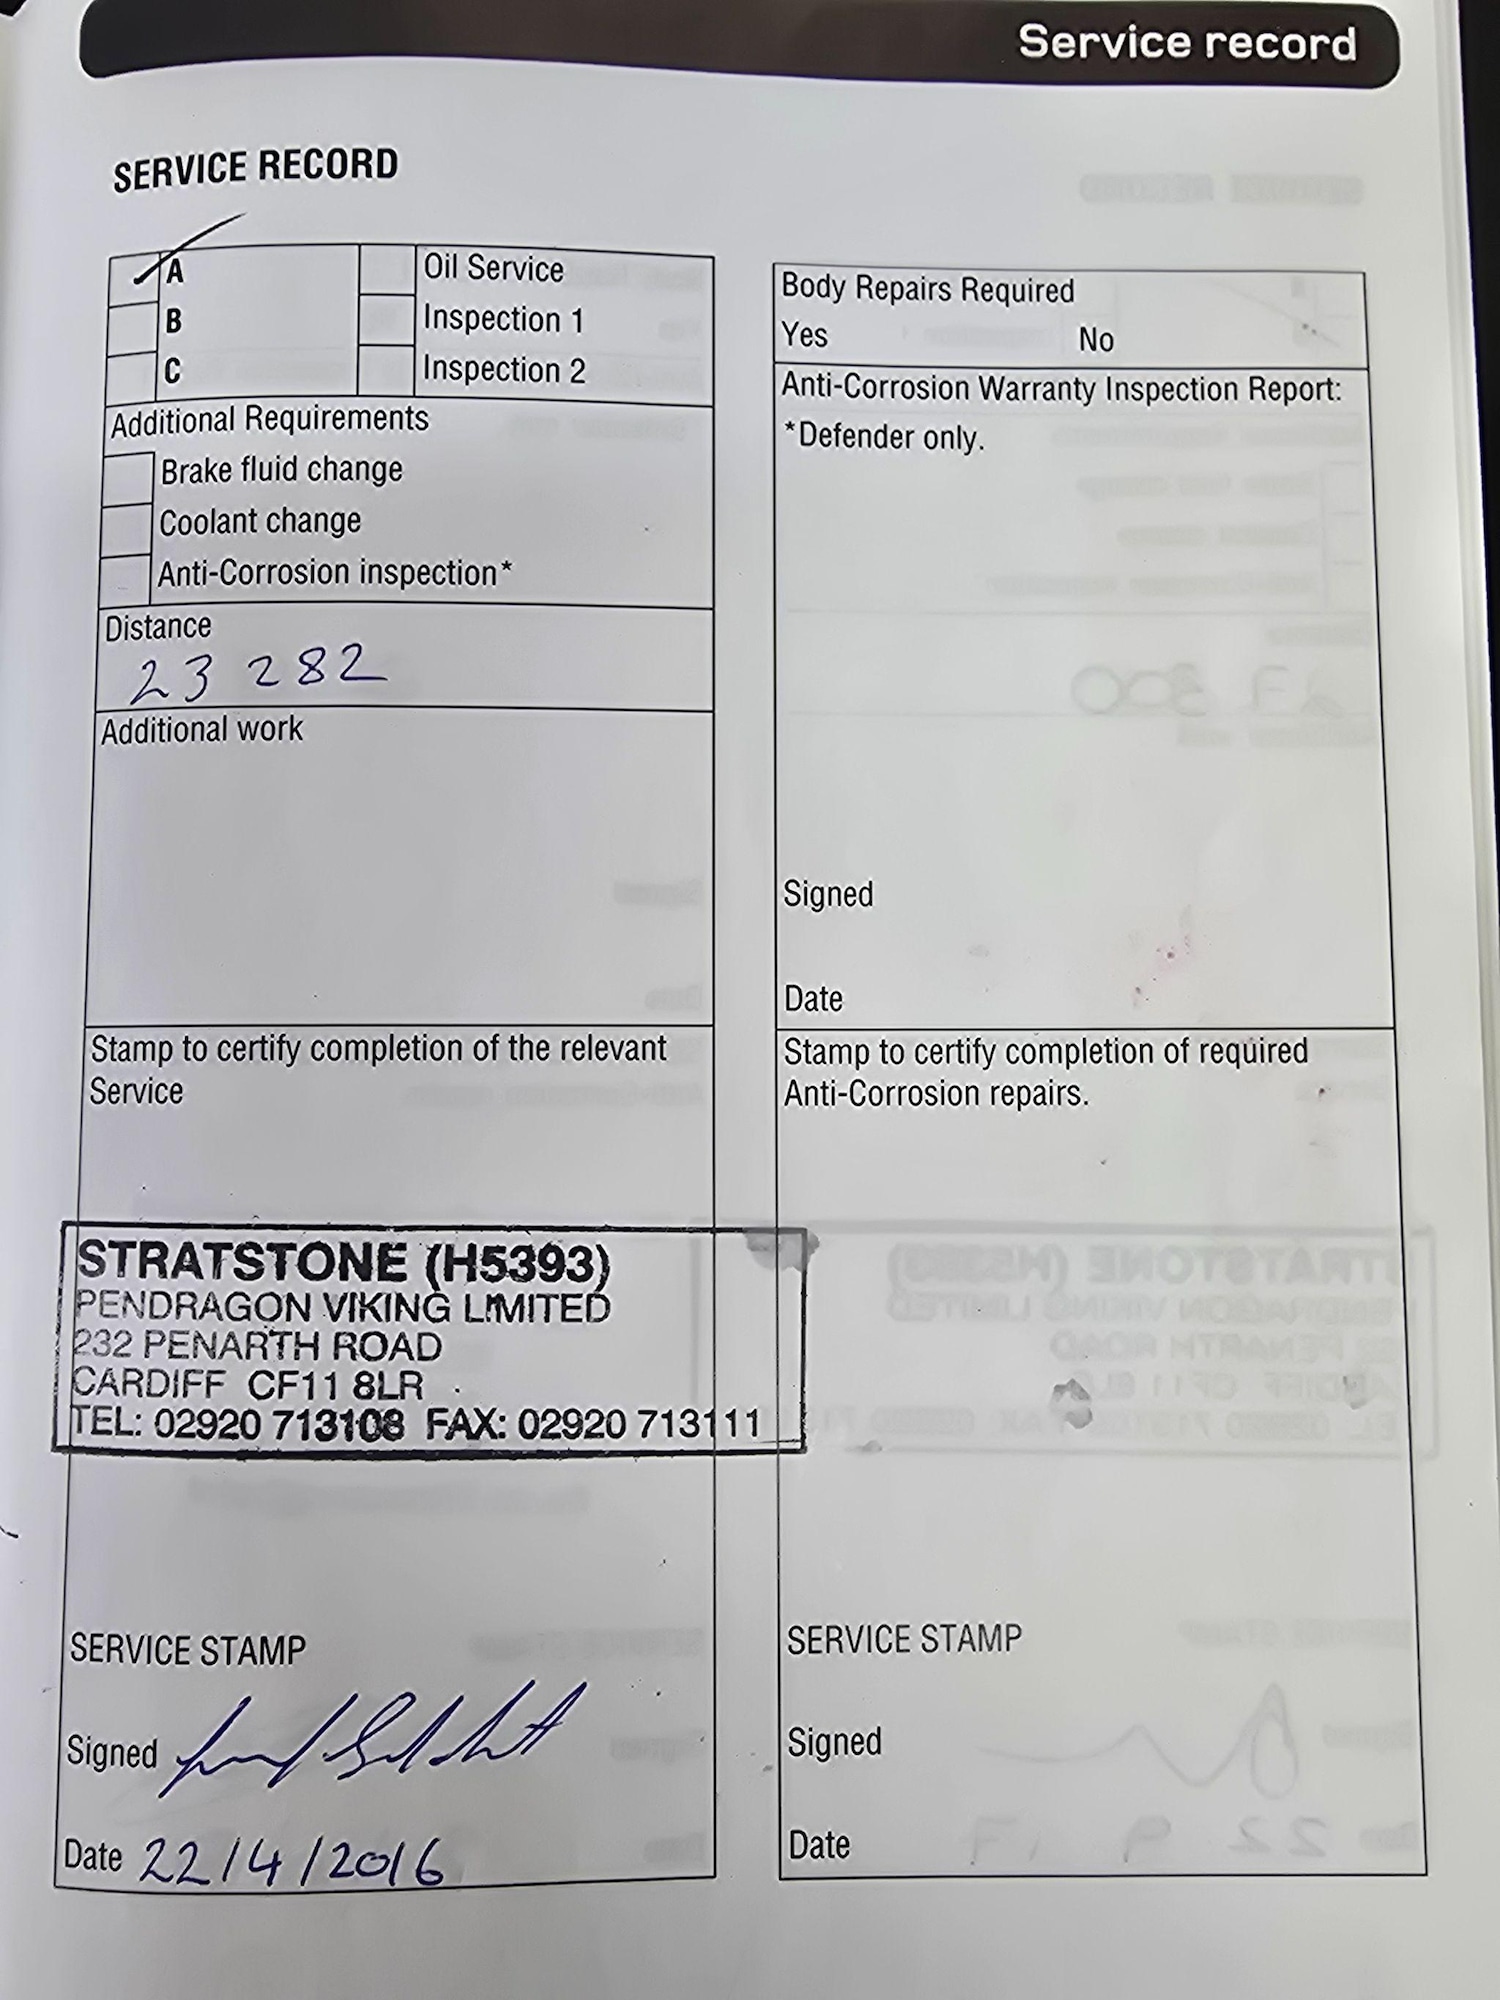 Service record
SERVICE RECORD
A
Oil Service
B
Inspection 1
C
Inspection 2
Additional Requirements
Brake fluid change
Coolant change
Anti-Corrosion inspection*
Distance
23 282
Additional work
Stamp to certify completion of the relevant
Service
STRATSTONE (H5393)
PENDRAGON VIKING LIMITED
232 PENARTH ROAD
CARDIFF CF11 8LR
TEL: 02920 713108 FAX: 02920 713111
SERVICE STAMP
Signed
Date 22/4/2016
Body Repairs Required
Yes No
Anti-Corrosion Warranty Inspection Report:
*Defender only.
Signed
Date
Stamp to certify completion of required
Anti-Corrosion repairs.
SERVICE STAMP
Signed
Date